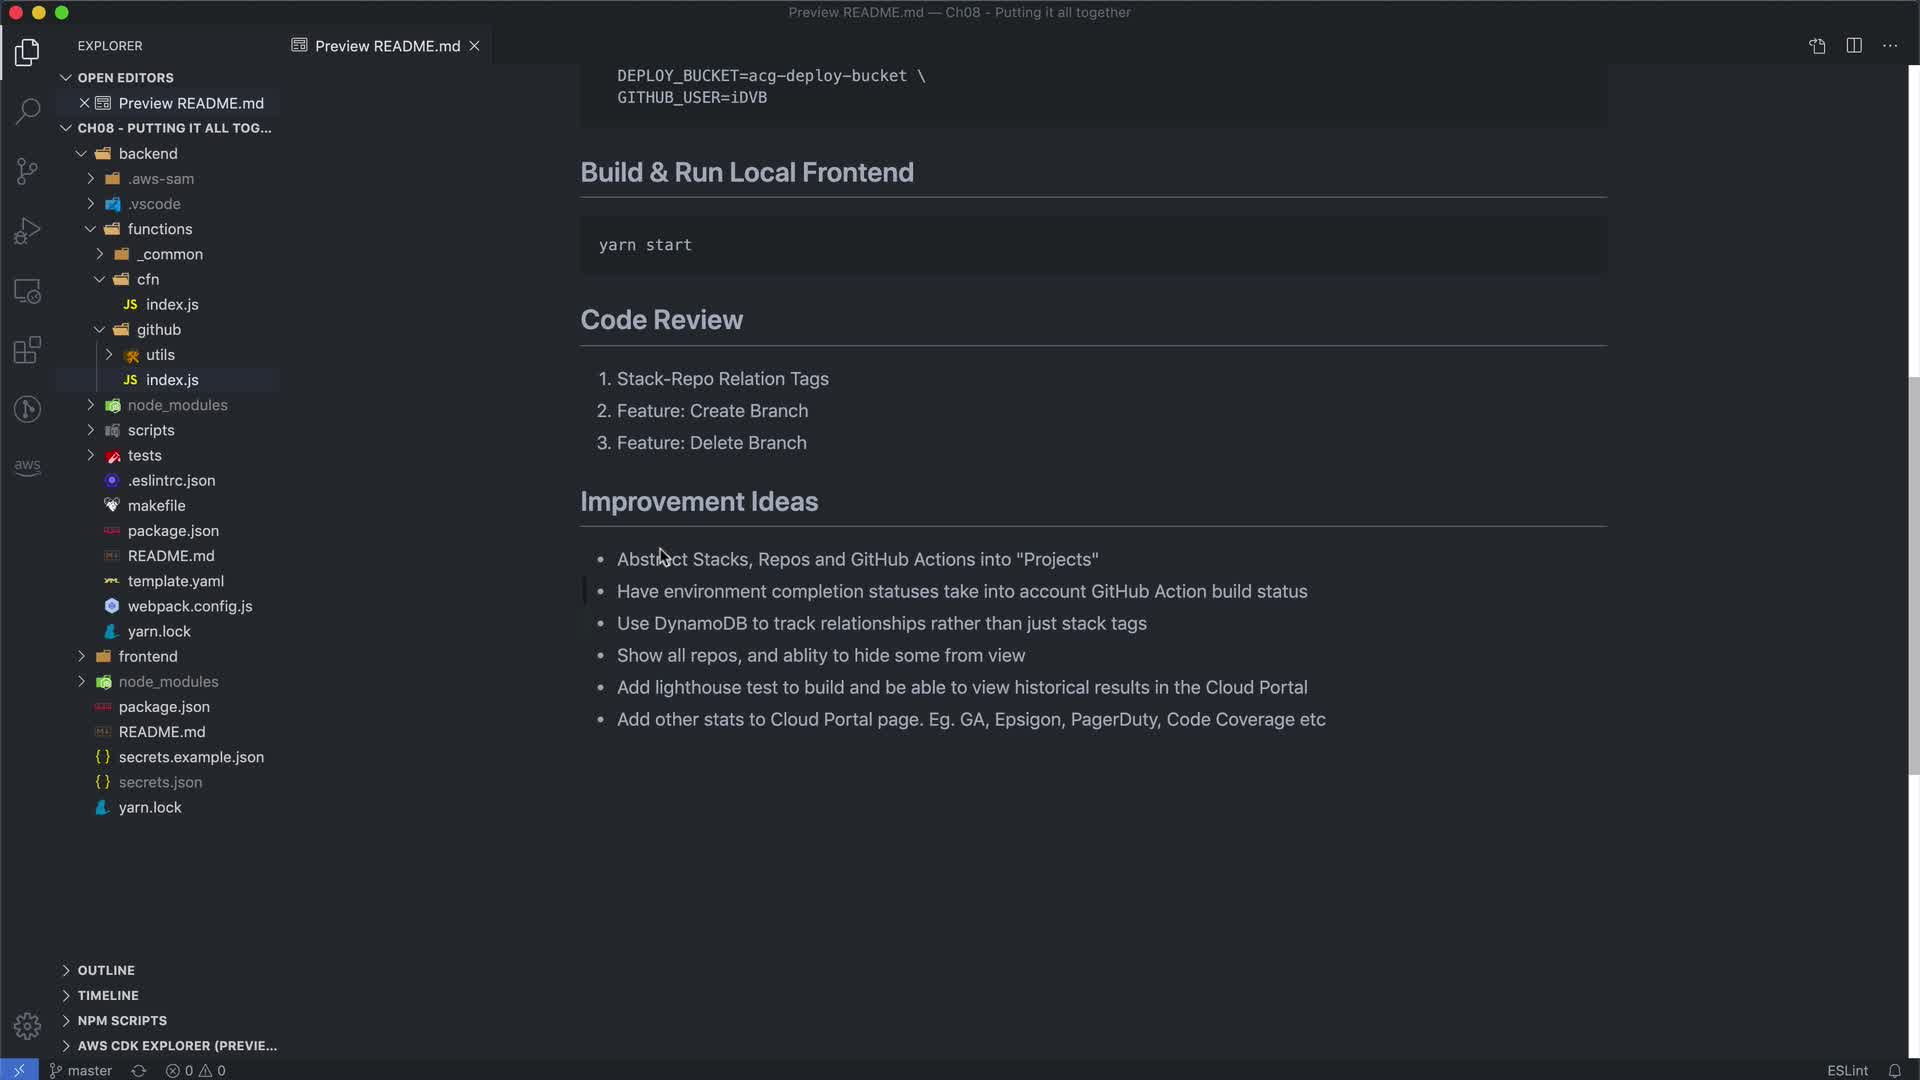 Preview README.md — Ch08 - Putting it all together
EXPLORER
Preview README.md
OPEN EDITORS
Preview README.md
CH08 - PUTTING IT ALL TOG...
backend
.aws-sam
.vscode
functions
_common
cfn
JS index.js
github
utils
JS index.js
node_modules
scripts
tests
.eslintrc.json
makefile
package.json
README.md
template.yaml
webpack.config.js
yarn.lock
frontend
node_modules
package.json
README.md
{ } secrets.example.json
{ } secrets.json
yarn.lock
OUTLINE
TIMELINE
NPM SCRIPTS
AWS CDK EXPLORER (PREVIE...
aws
DEPLOY_BUCKET=acg-deploy-bucket \
GITHUB_USER=iDVB
Build & Run Local Frontend
yarn start
Code Review
1. Stack-Repo Relation Tags
2. Feature: Create Branch
3. Feature: Delete Branch
Improvement Ideas
• Abstract Stacks, Repos and GitHub Actions into "Projects"
• Have environment completion statuses take into account GitHub Action build status
• Use DynamoDB to track relationships rather than just stack tags
• Show all repos, and ablity to hide some from view
• Add lighthouse test to build and be able to view historical results in the Cloud Portal
• Add other stats to Cloud Portal page. Eg. GA, Epsigon, PagerDuty, Code Coverage etc
master
0
0
ESLint